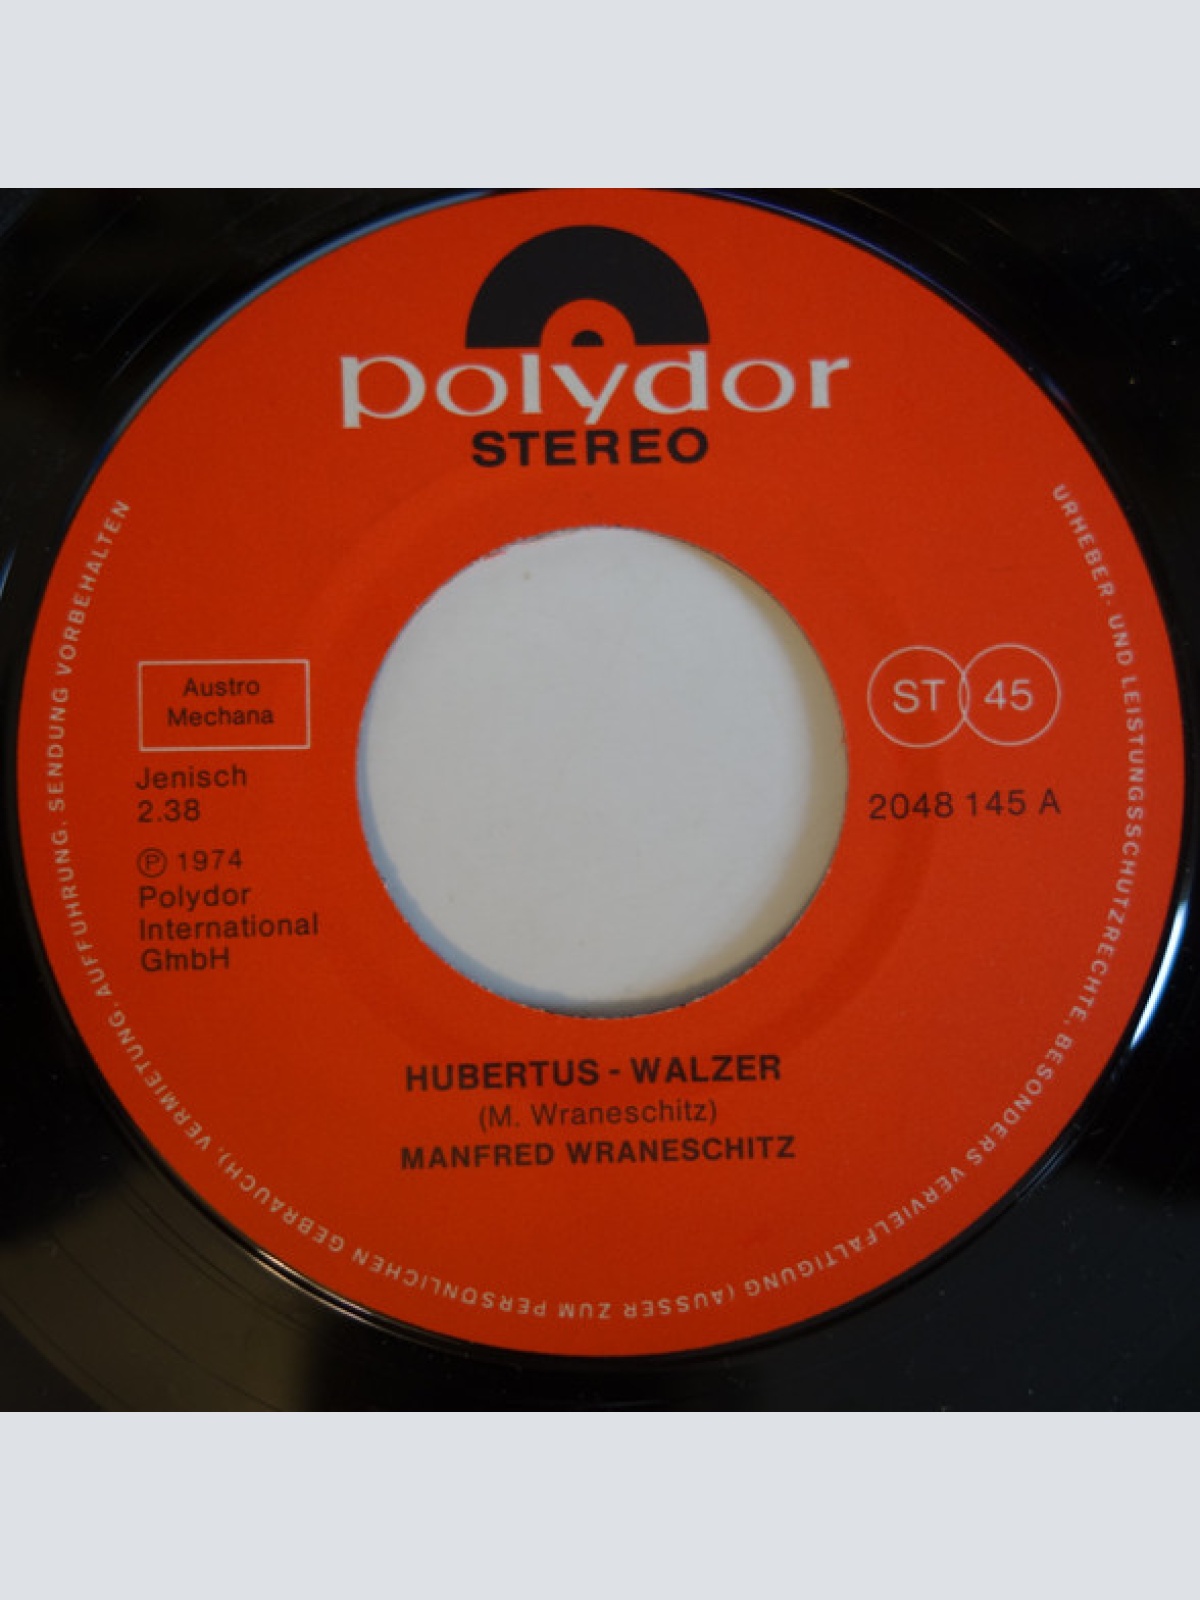 polydor
STEREO
Austro
Mechana
Jenisch
2.38
℗ 1974
Polydor
International
GmbH
ST 45
2048 145 A
HUBERTUS - WALZER
(M. Wraneschitz)
MANFRED WRANESCHITZ
URHEBER- UND LEISTUNGSSCHUTZRECHTE, BESONDERS VERVIELFÄLTIGUNG (AUSSER ZUM PERSÖNLICHEN GEBRAUCH), VERMIETUNG, AUFFÜHRUNG, SENDUNG VORBEHALTEN